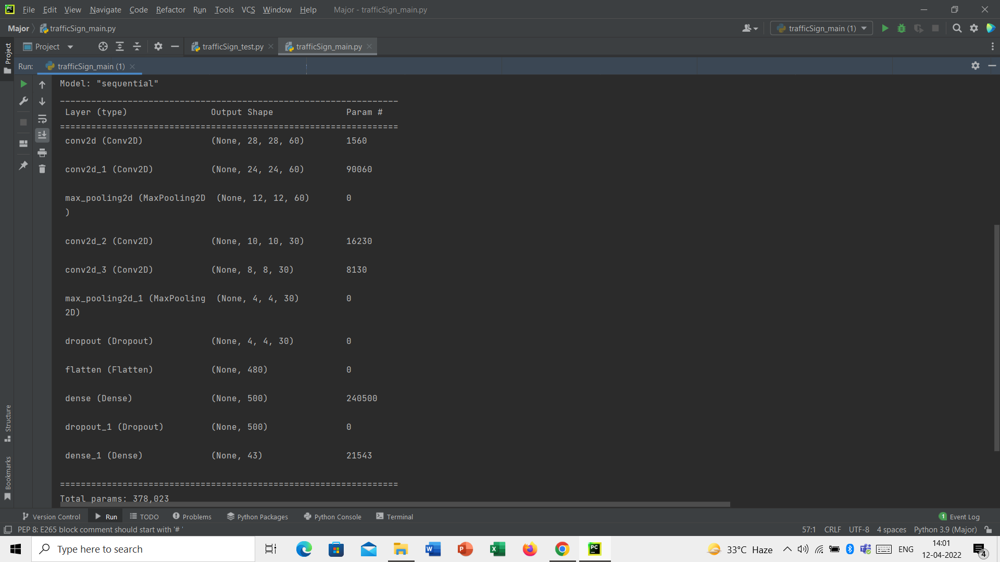 File Edit View Navigate Code Refactor Run Tools VCS Window Help Major - trafficSign_main.py
Major trafficSign_main.py trafficSign_main (1)
Project Project trafficSign_test.py trafficSign_main.py
Run: trafficSign_main (1)
Model: "sequential"
_________________________________________________________________
Layer (type) Output Shape Param #
=================================================================
conv2d (Conv2D) (None, 28, 28, 60) 1560
conv2d_1 (Conv2D) (None, 24, 24, 60) 90060
max_pooling2d (MaxPooling2D (None, 12, 12, 60) 0
)
conv2d_2 (Conv2D) (None, 10, 10, 30) 16230
conv2d_3 (Conv2D) (None, 8, 8, 30) 8130
max_pooling2d_1 (MaxPooling (None, 4, 4, 30) 0
2D)
dropout (Dropout) (None, 4, 4, 30) 0
flatten (Flatten) (None, 480) 0
dense (Dense) (None, 500) 240500
dropout_1 (Dropout) (None, 500) 0
dense_1 (Dense) (None, 43) 21543
=================================================================
Total params: 378,023
Structure
Bookmarks
Version Control Run TODO Problems Python Packages Python Console Terminal 1 Event Log
PEP 8: E265 block comment should start with '# ' 57:1 CRLF UTF-8 4 spaces Python 3.9 (Major)
Type here to search 33°C Haze ENG 14:01
12-04-2022 4